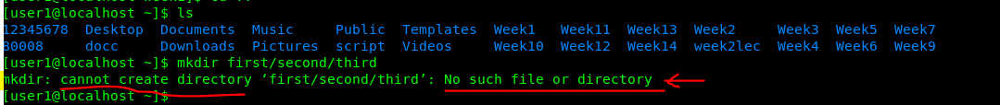 [user1@localhost ~]$ ls
12345678 Desktop Documents Music Public Templates Week1 Week11 Week13 Week2 Week3 Week5 Week7
80008 docc Downloads Pictures script Videos Week10 Week12 Week14 week2lec Week4 Week6 Week9
[user1@localhost ~]$ mkdir first/second/third
mkdir: cannot create directory ‘first/second/third’: No such file or directory
[user1@localhost ~]$